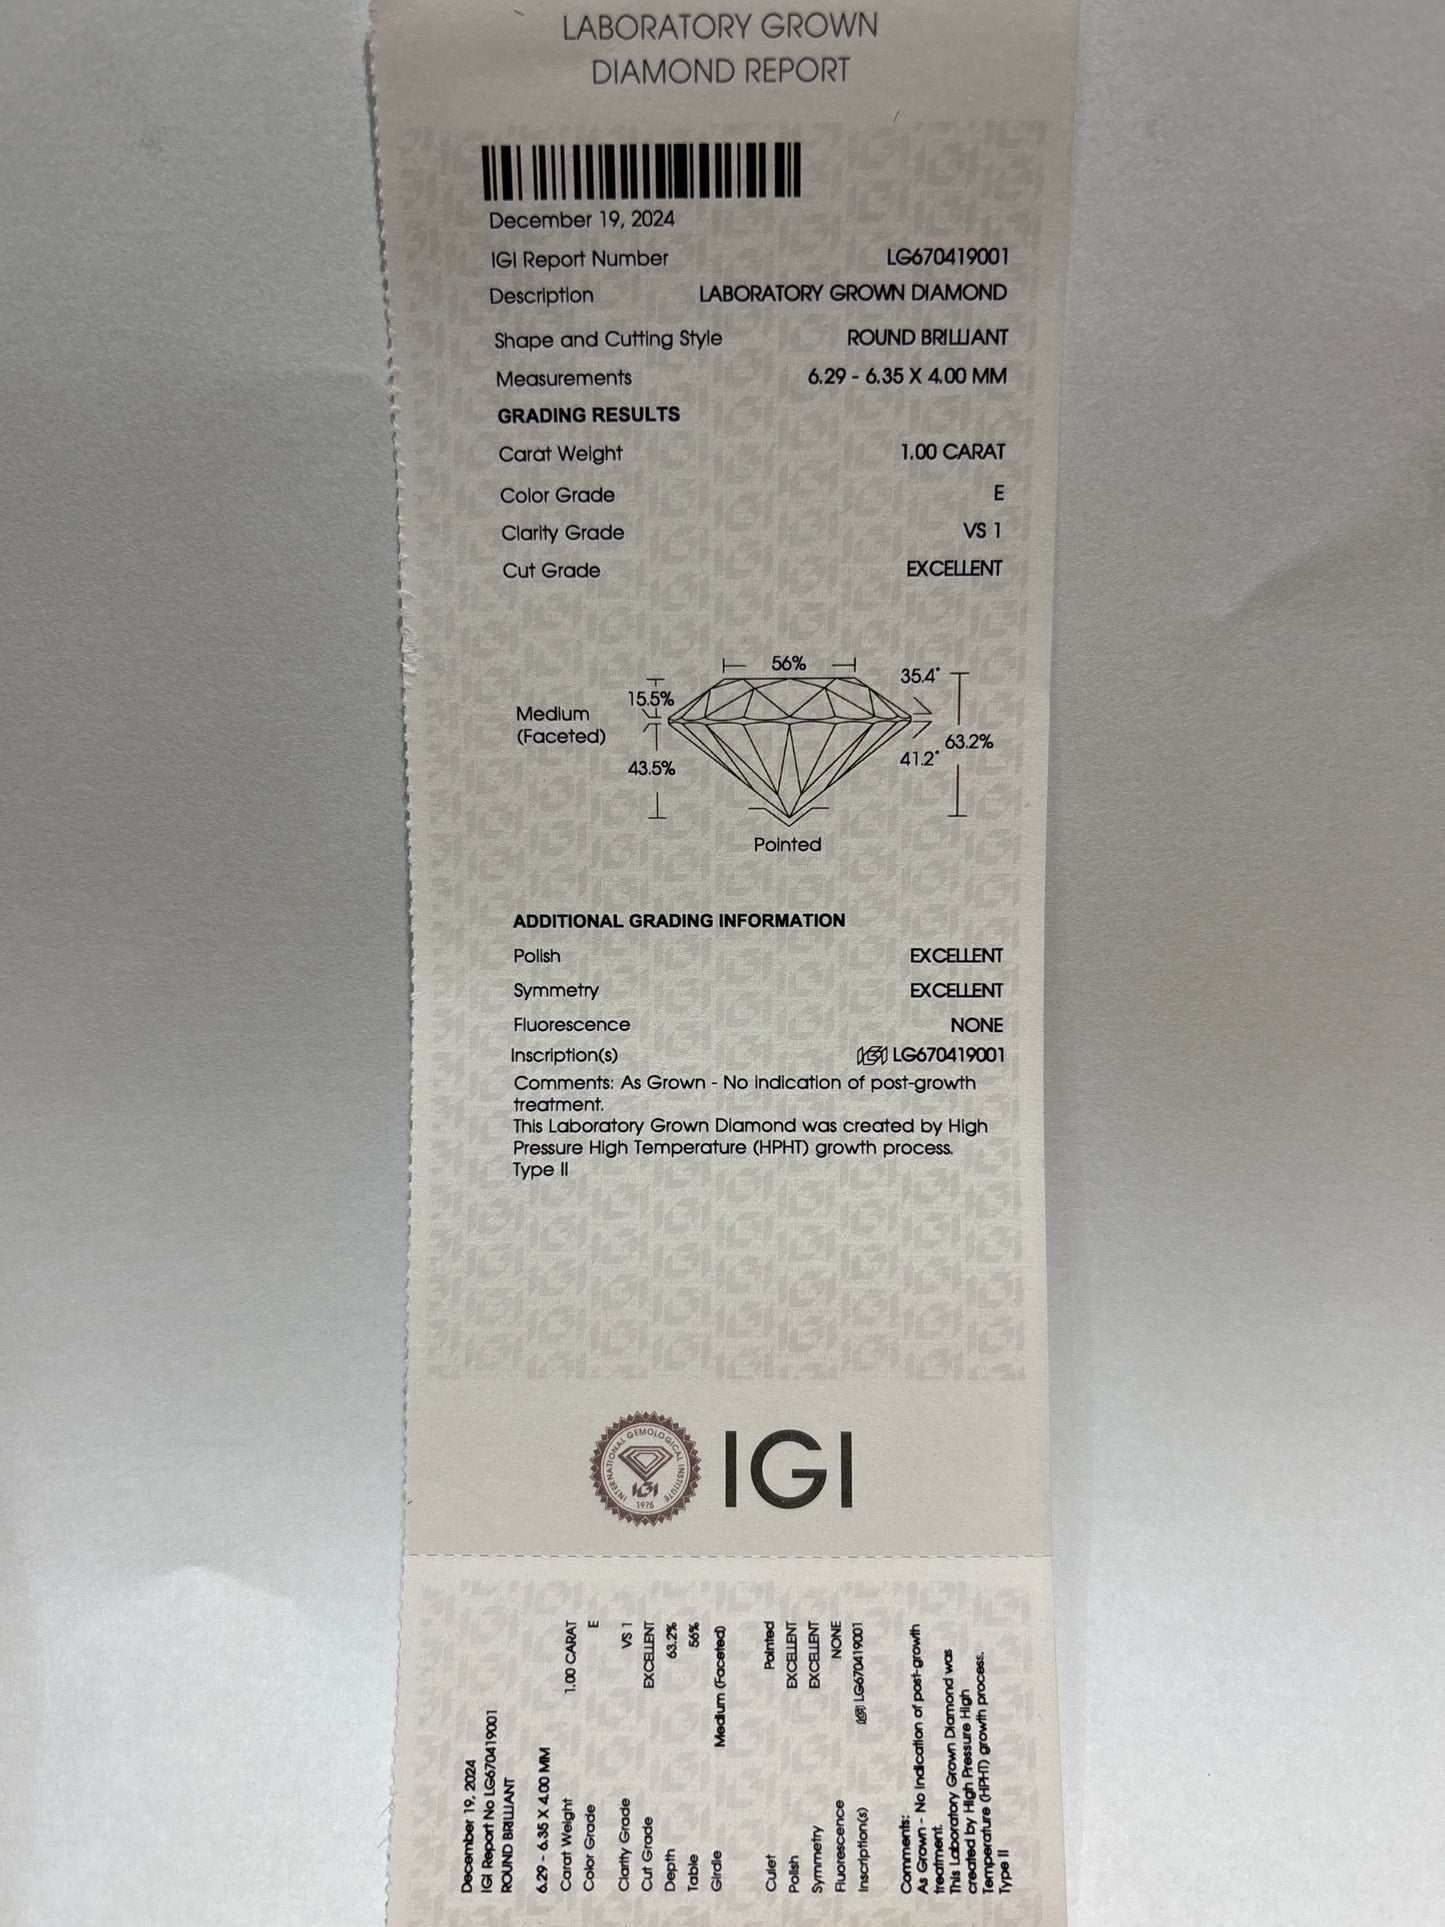 LABORATORY GROWN
DIAMOND REPORT
December 19, 2024
IGI Report Number LG670419001
Description LABORATORY GROWN DIAMOND
Shape and Cutting Style ROUND BRILLIANT
Measurements 6.29 - 6.35 X 4.00 MM
GRADING RESULTS
Carat Weight 1.00 CARAT
Color Grade E
Clarity Grade VS 1
Cut Grade EXCELLENT
56%
35.4°
15.5%
Medium
(Faceted)
63.2%
41.2°
43.5%
Pointed
ADDITIONAL GRADING INFORMATION
Polish EXCELLENT
Symmetry EXCELLENT
Fluorescence NONE
Inscription(s) IGI LG670419001
Comments: As Grown - No indication of post-growth
treatment.
This Laboratory Grown Diamond was created by High
Pressure High Temperature (HPHT) growth process.
Type II
INTERNATIONAL GEMOLOGICAL INSTITUTE
IGI
1975
IGI
December 19, 2024
IGI Report No LG670419001
ROUND BRILLIANT
6.29 - 6.35 X 4.00 MM
Carat Weight 1.00 CARAT
Color Grade E
Clarity Grade VS 1
Cut Grade EXCELLENT
Depth 63.2%
Table 56%
Girdle Medium (Faceted)
Culet Pointed
Polish EXCELLENT
Symmetry EXCELLENT
Fluorescence NONE
Inscription(s) IGI LG670419001
Comments:
As Grown - No indication of post-growth
treatment.
This Laboratory Grown Diamond was
created by High Pressure High
Temperature (HPHT) growth process.
Type II